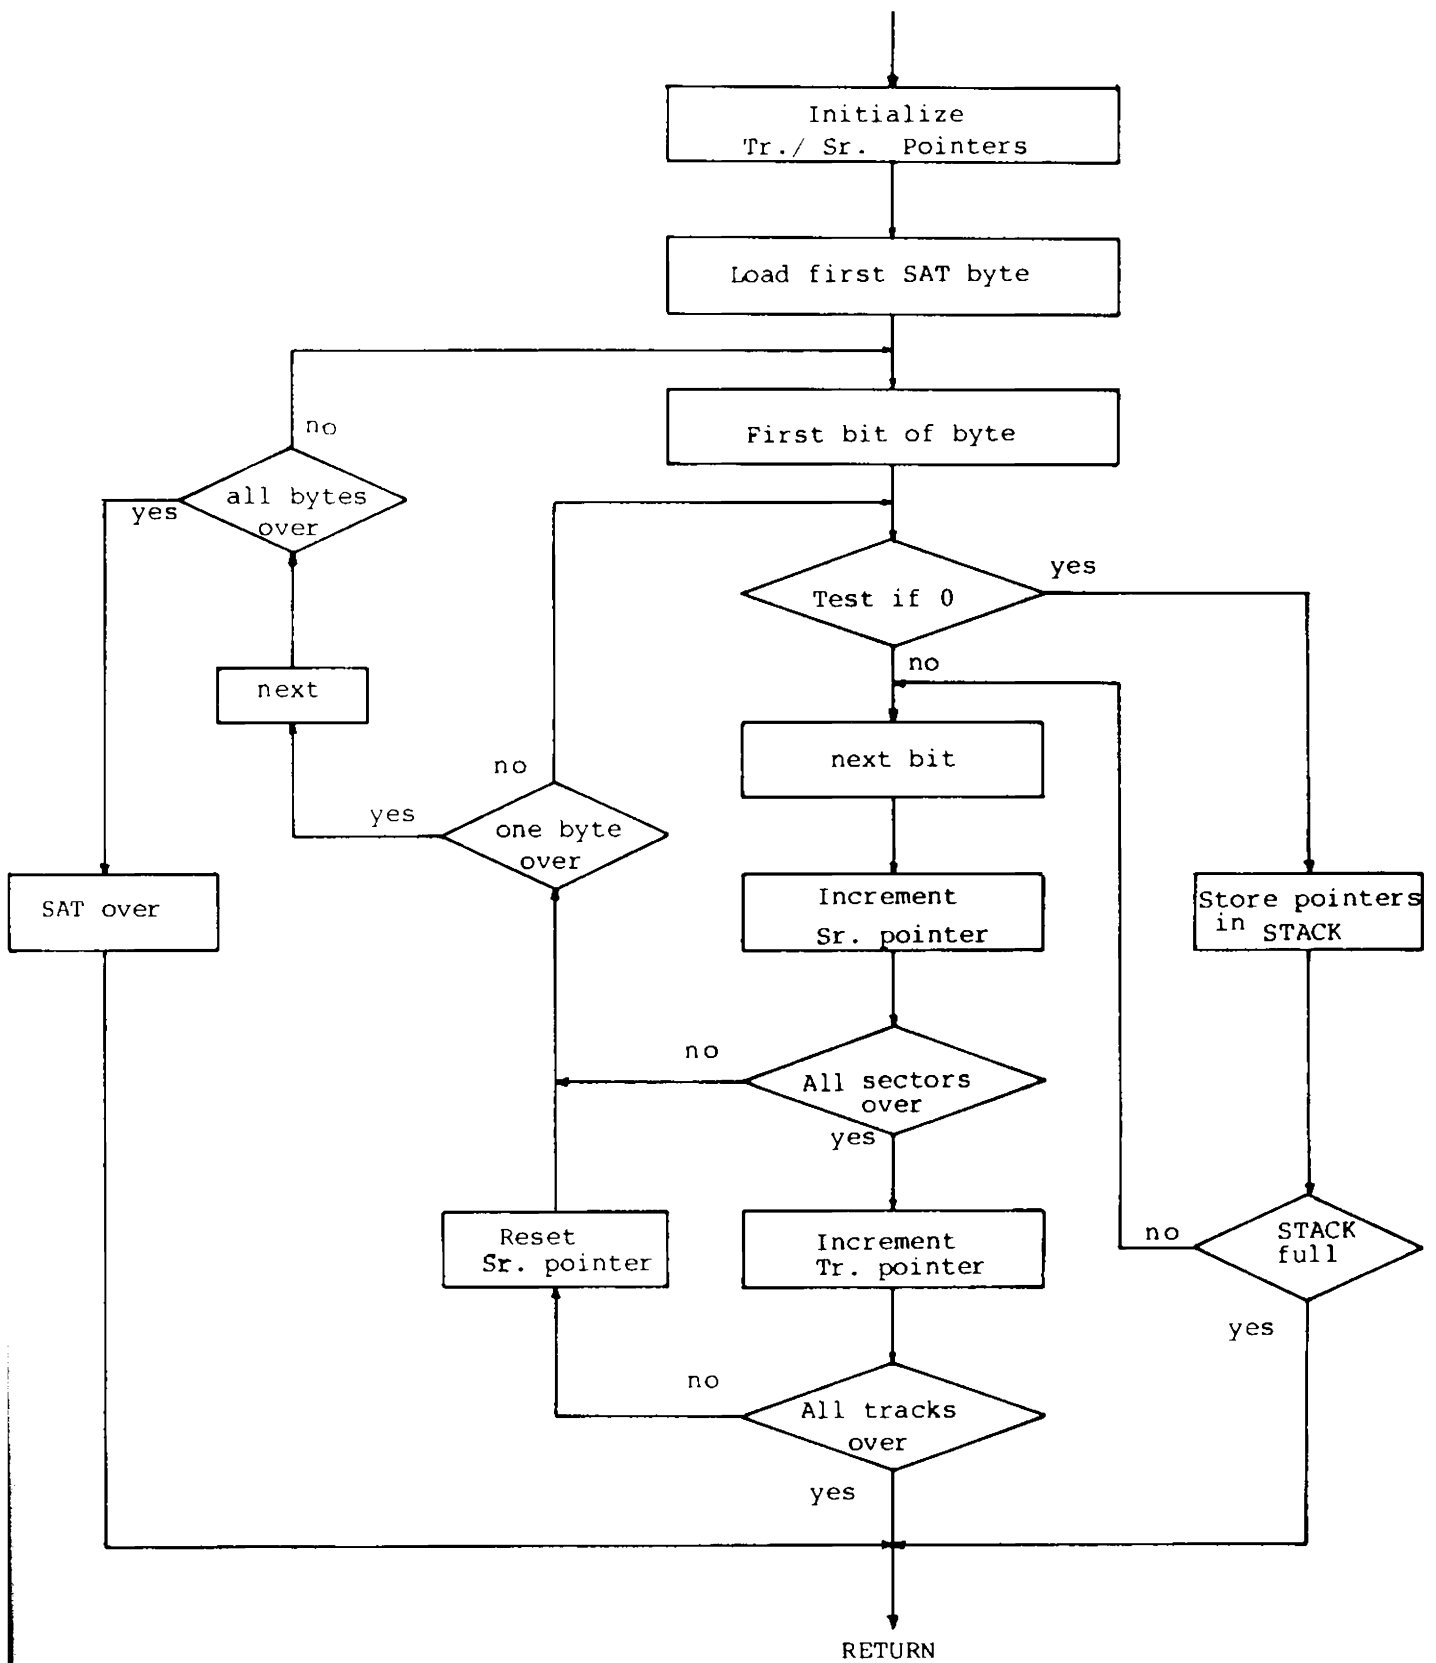 Initialize
Tr./ Sr. Pointers
Load first SAT byte
no
First bit of byte
all bytes
over
yes
yes
Test if 0
no
next
next bit
no
yes
one byte
over
SAT over
Increment
Sr. pointer
Store pointers
in STACK
no
All sectors
over
yes
Reset
Sr. pointer
Increment
Tr. pointer
no
STACK
full
yes
no
All tracks
over
yes
RETURN